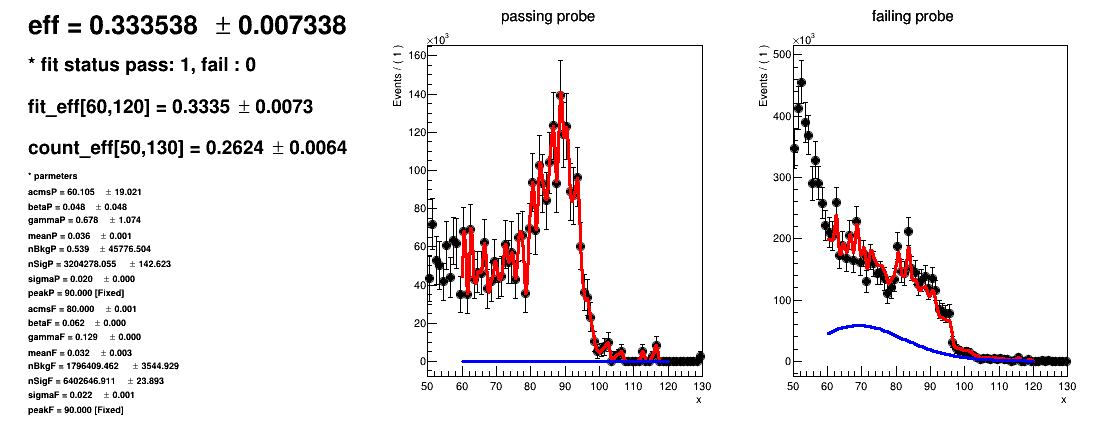 eff = 0.333538 ± 0.007338
* fit status pass: 1, fail : 0
fit_eff[60,120] = 0.3335 ± 0.0073
count_eff[50,130] = 0.2624 ± 0.0064
* parmeters
acmsP = 60.105 ± 19.021
betaP = 0.048 ± 0.048
gammaP = 0.678 ± 1.074
meanP = 0.036 ± 0.001
nBkgP = 0.539 ± 45776.504
nSigP = 3204278.055 ± 142.623
sigmaP = 0.020 ± 0.000
peakP = 90.000 [Fixed]
acmsF = 80.000 ± 0.001
betaF = 0.062 ± 0.000
gammaF = 0.129 ± 0.000
meanF = 0.032 ± 0.003
nBkgF = 1796409.462 ± 3544.929
nSigF = 6402646.911 ± 23.893
sigmaF = 0.022 ± 0.001
peakF = 90.000 [Fixed]
passing probe
×10³
Events / ( 1 )
160
140
120
100
80
60
40
20
0
50 60 70 80 90 100 110 120 130
x
failing probe
×10³
Events / ( 1 )
500
400
300
200
100
0
50 60 70 80 90 100 110 120 130
x